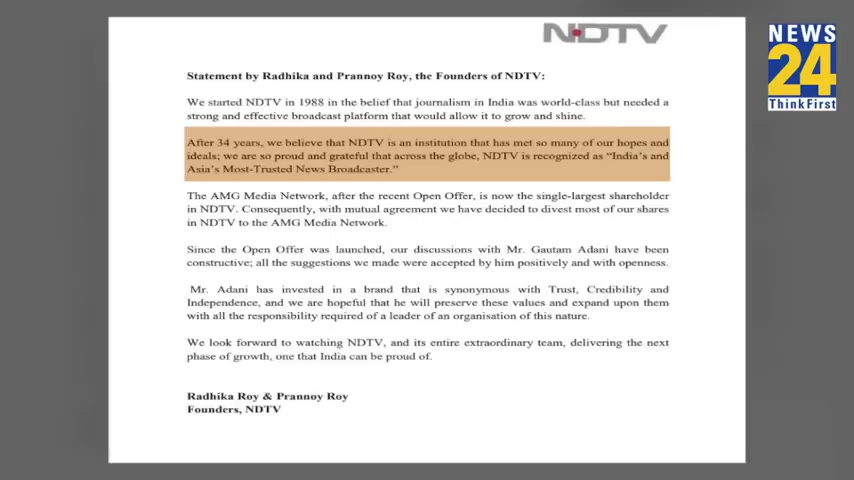 NDTV
NEWS
24
Think First
Statement by Radhika and Prannoy Roy, the Founders of NDTV:
We started NDTV in 1988 in the belief that journalism in India was world-class but needed a
strong and effective broadcast platform that would allow it to grow and shine.
After 34 years, we believe that NDTV is an institution that has met so many of our hopes and
ideals; we are so proud and grateful that across the globe, NDTV is recognized as “India’s and
Asia’s Most-Trusted News Broadcaster.”
The AMG Media Network, after the recent Open Offer, is now the single-largest shareholder
in NDTV. Consequently, with mutual agreement we have decided to divest most of our shares
in NDTV to the AMG Media Network.
Since the Open Offer was launched, our discussions with Mr. Gautam Adani have been
constructive; all the suggestions we made were accepted by him positively and with openness.
Mr. Adani has invested in a brand that is synonymous with Trust, Credibility and
Independence, and we are hopeful that he will preserve these values and expand upon them
with all the responsibility required of a leader of an organisation of this nature.
We look forward to watching NDTV, and its entire extraordinary team, delivering the next
phase of growth, one that India can be proud of.
Radhika Roy & Prannoy Roy
Founders, NDTV